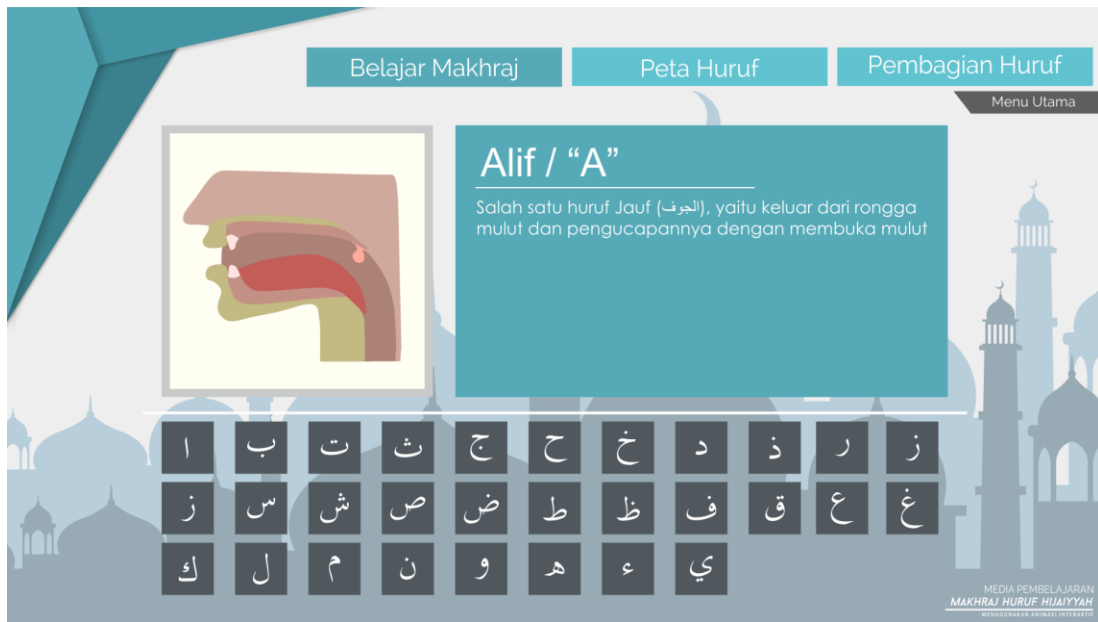 Belajar Makhraj
Peta Huruf
Pembagian Huruf
Menu Utama
Alif / “A”
Salah satu huruf Jauf (الجوف), yaitu keluar dari rongga
mulut dan pengucapannya dengan membuka mulut
ا ب ت ث ج ح خ د ذ ر ز
ز س ش ص ض ط ظ ف ق ع غ
ك ل م ن و ه ء ي
MEDIA PEMBELAJARAN
MAKHRAJ HURUF HIJAIYYAH
MENGGUNAKAN ANIMASI INTERAKTIF